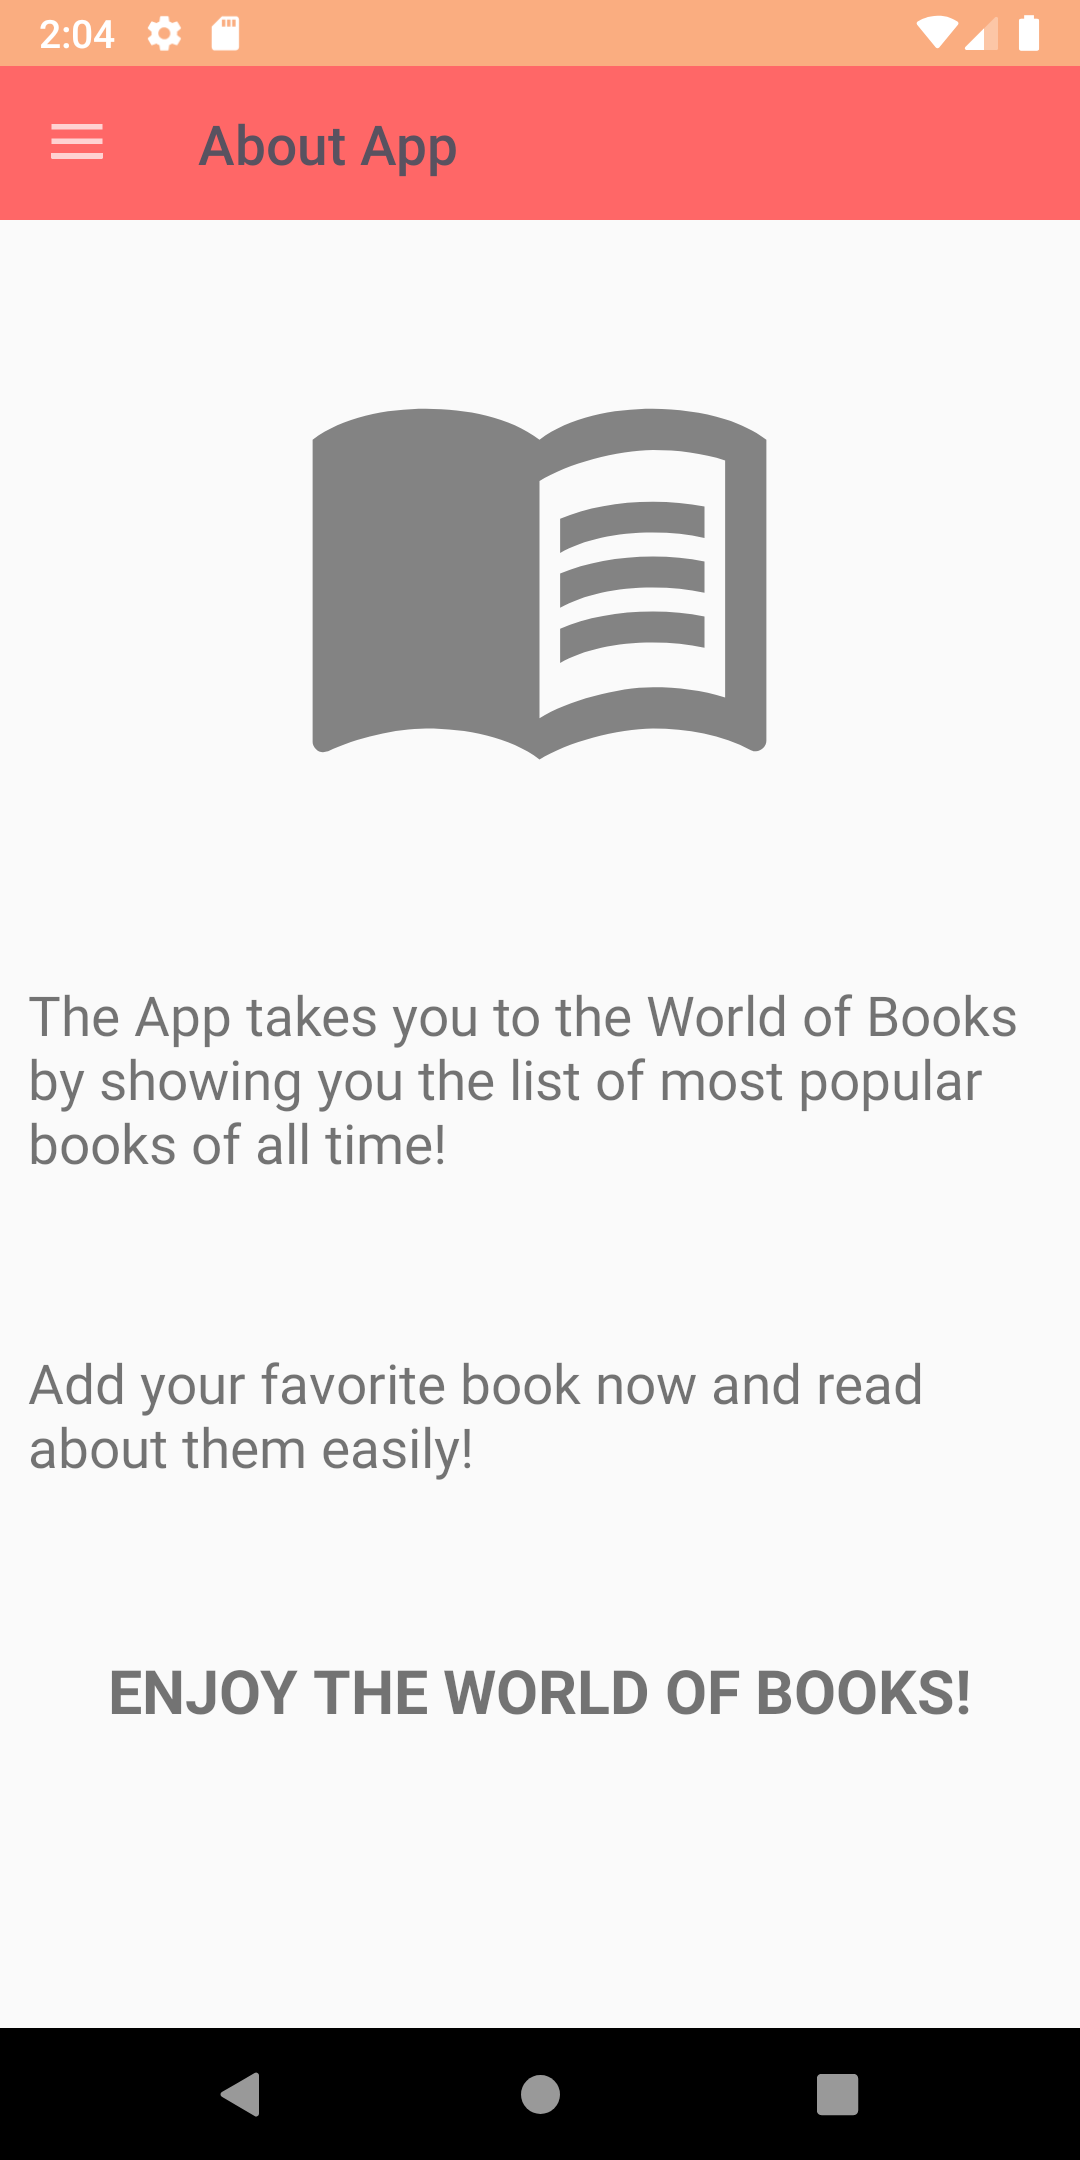 2:04
About App
The App takes you to the World of Books
by showing you the list of most popular
books of all time!
Add your favorite book now and read
about them easily!
ENJOY THE WORLD OF BOOKS!